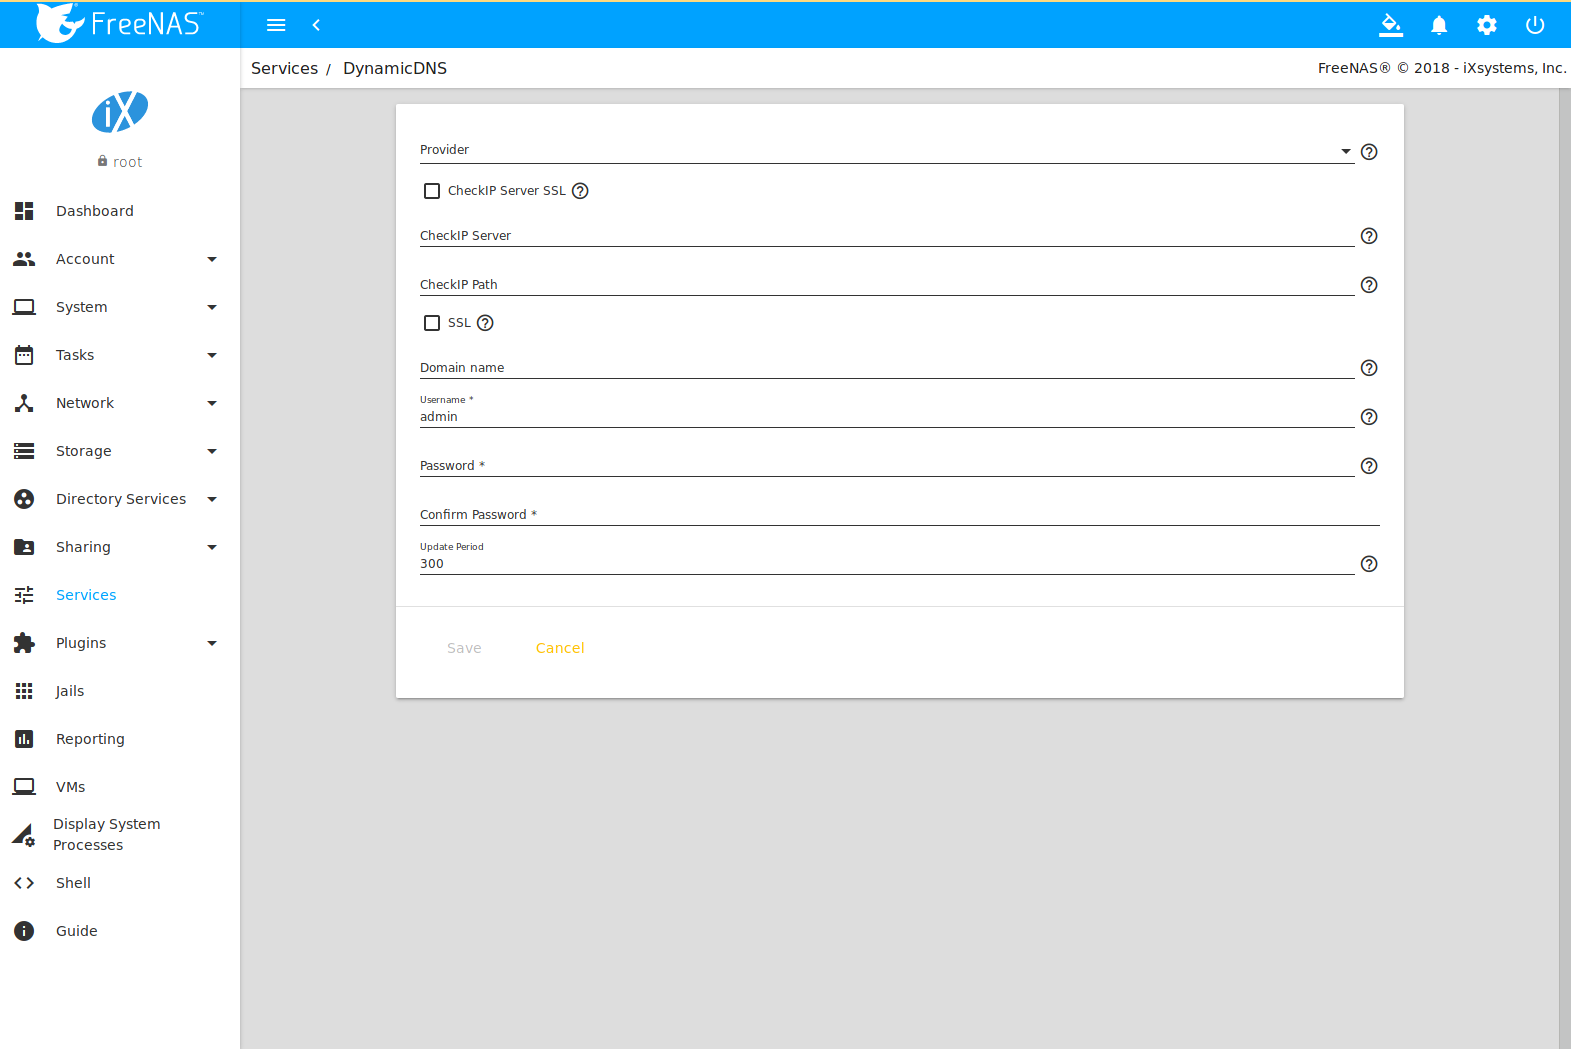 FreeNAS™
Services / DynamicDNS
FreeNAS® © 2018 - iXsystems, Inc.
iX
root
Dashboard
Account
System
Tasks
Network
Storage
Directory Services
Sharing
Services
Plugins
Jails
Reporting
VMs
Display System
Processes
Shell
Guide
Provider
CheckIP Server SSL
CheckIP Server
CheckIP Path
SSL
Domain name
Username *
admin
Password *
Confirm Password *
Update Period
300
Save Cancel